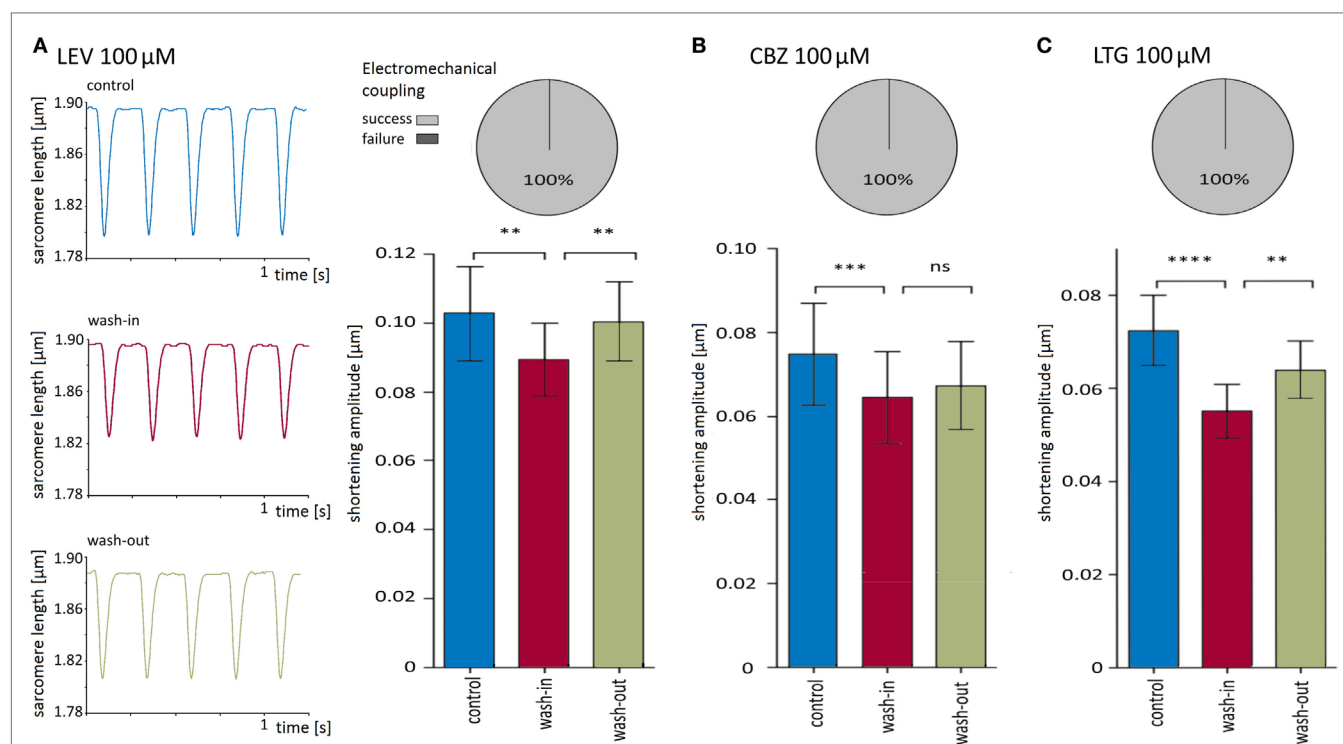 A
LEV 100 µM
control
sarcomere length [µm]
1.90
1.86
1.82
1.78
1 time [s]
wash-in
sarcomere length [µm]
1.90
1.86
1.82
1.78
1 time [s]
wash-out
sarcomere length [µm]
1.90
1.86
1.82
1.78
1 time [s]
Electromechanical
coupling
success
failure
100%
** **
shortening amplitude [µm]
0.12
0.10
0.08
0.06
0.04
0.02
0
control
wash-in
wash-out
B
CBZ 100 µM
100%
*** ns
shortening amplitude [µm]
0.10
0.08
0.06
0.04
0.02
0
control
wash-in
wash-out
C
LTG 100 µM
100%
**** **
shortening amplitude [µm]
0.08
0.06
0.04
0.02
0
control
wash-in
wash-out